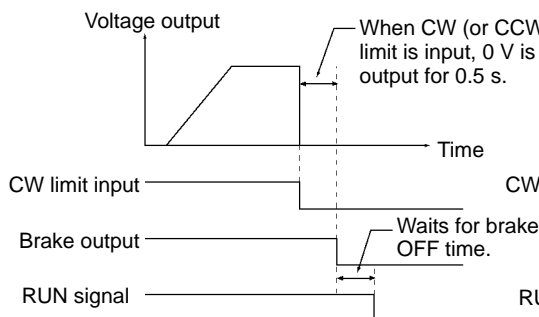 Voltage output
When CW (or CCW
limit is input, 0 V is
output for 0.5 s.
Time
CW limit input
CW
Waits for brake
Brake output
OFF time.
RUN signal
RU